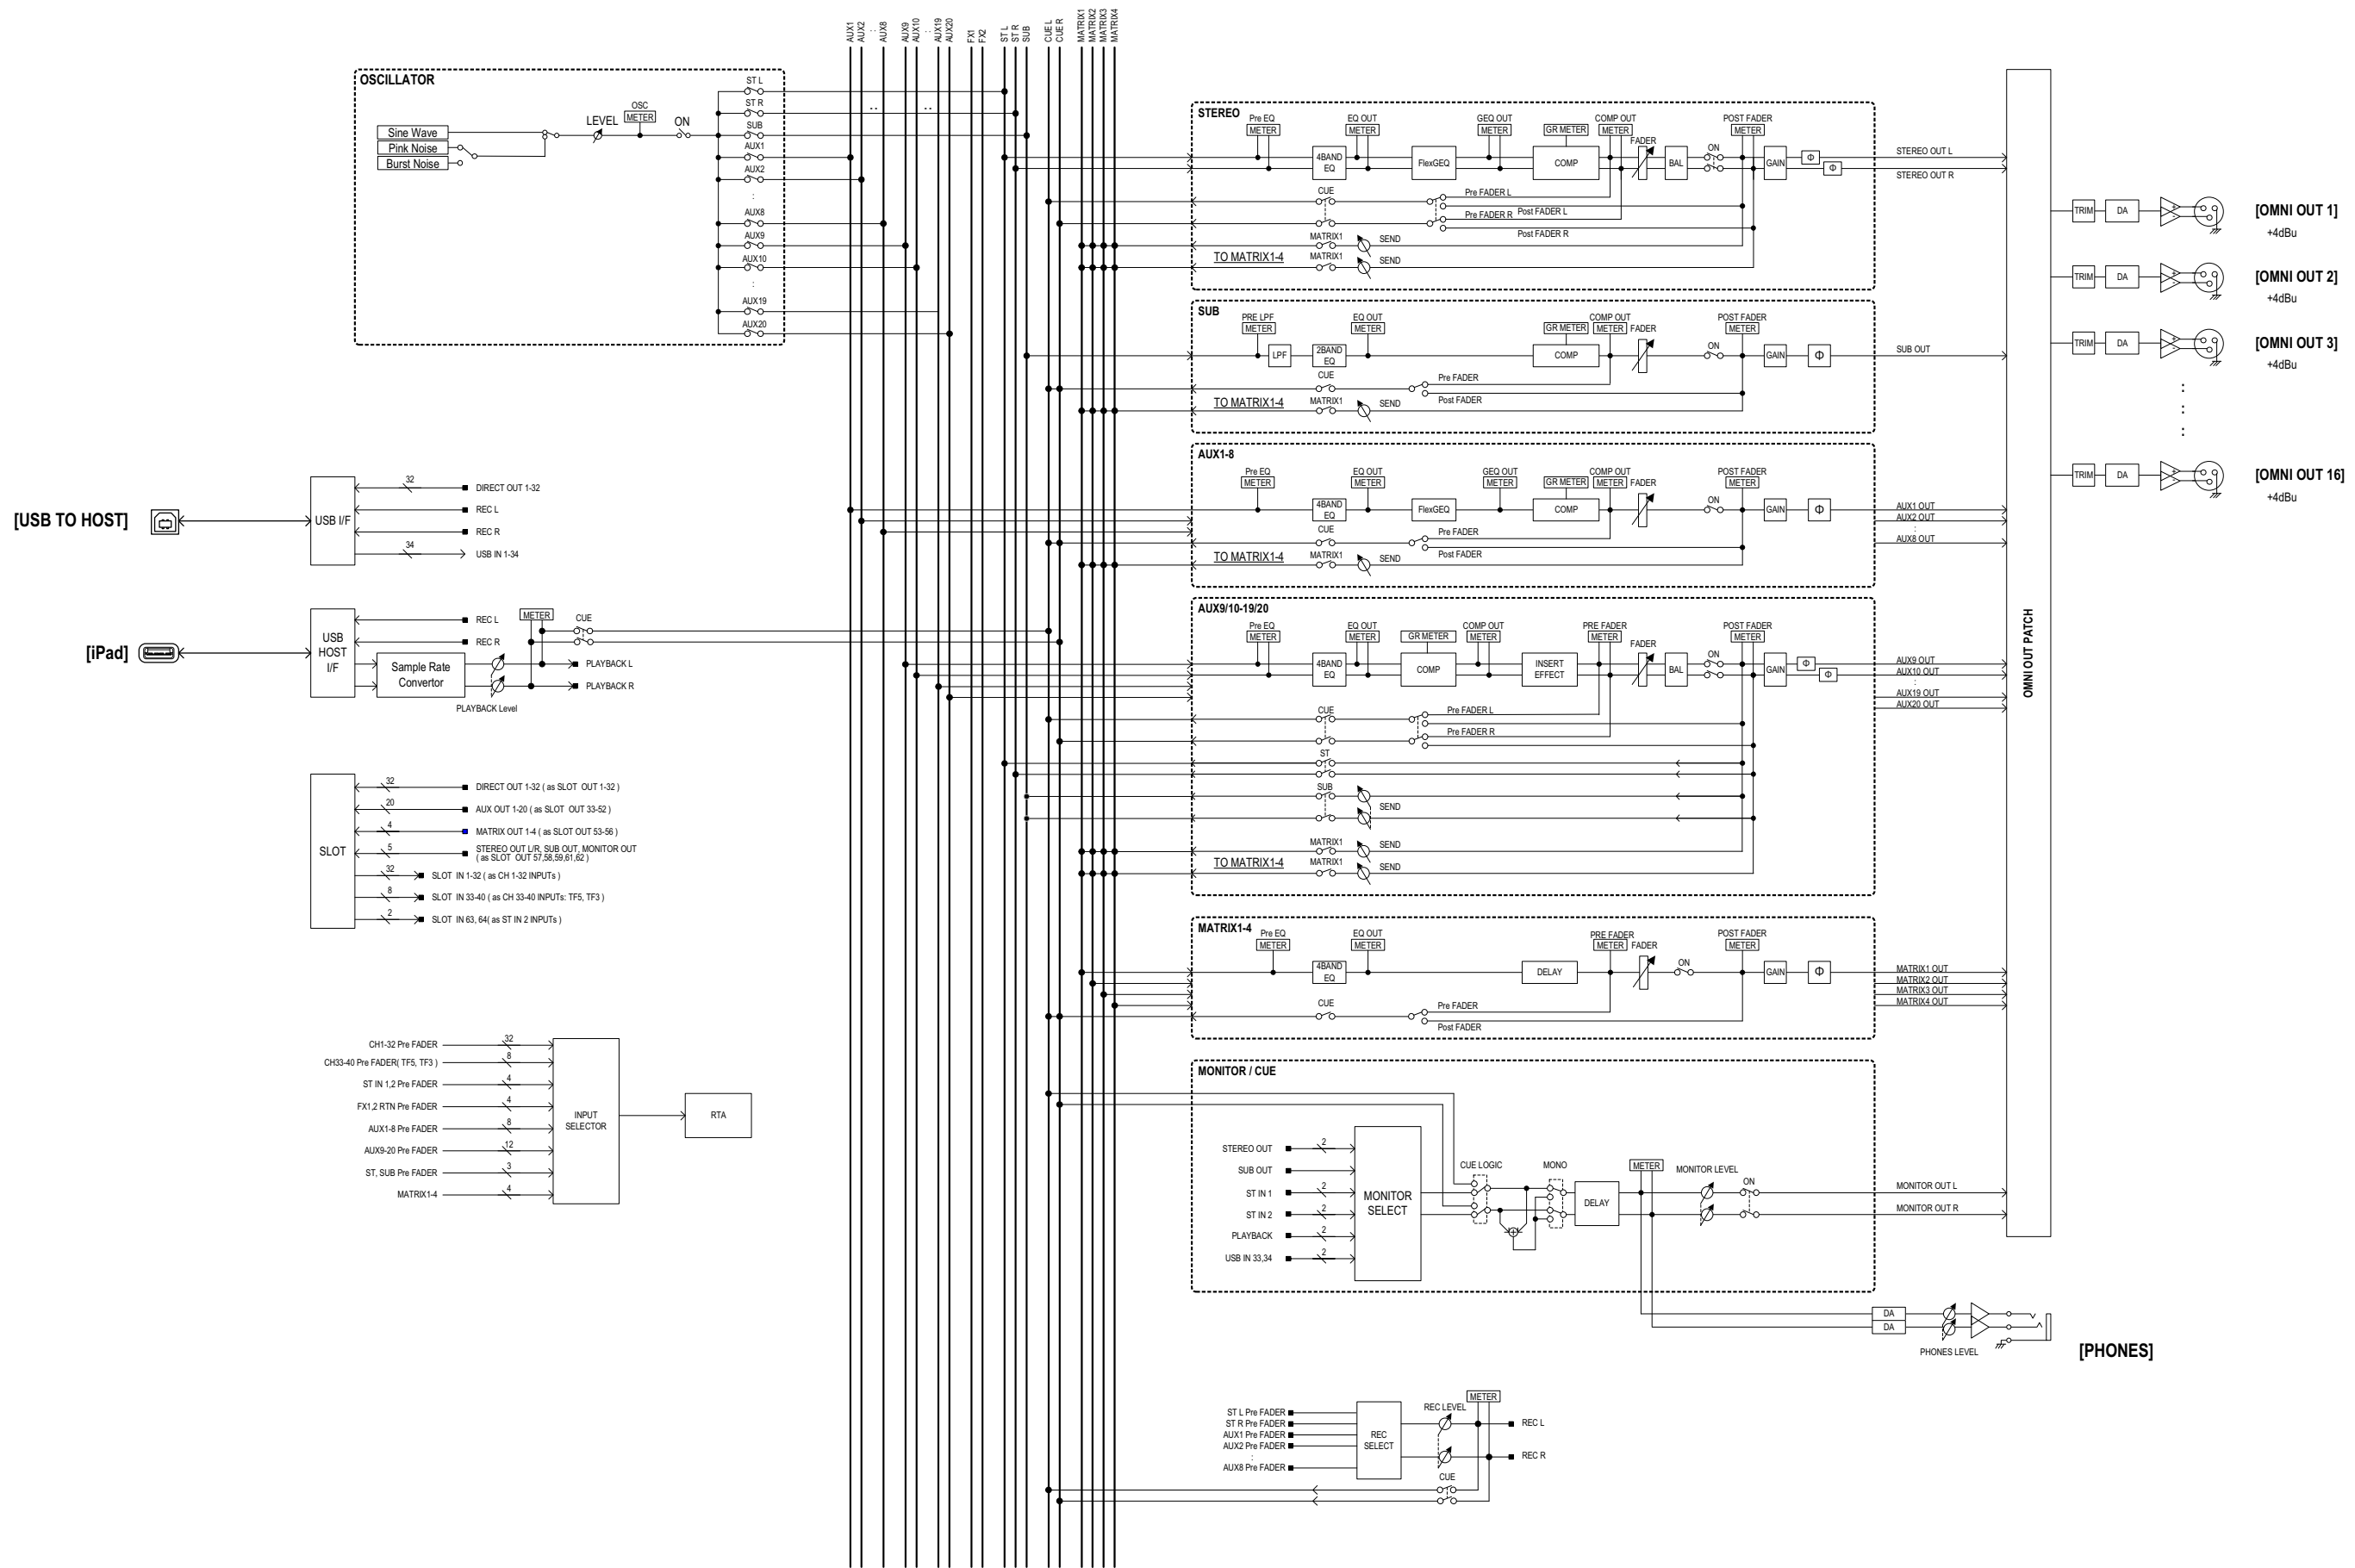 AUX1
AUX2
:
AUX8
AUX9
AUX10
:
AUX19
AUX20
FX1
FX2
ST L
ST R
SUB
CUE L
CUE R
MATRIX1
MATRIX2
MATRIX3
MATRIX4
OSCILLATOR
Sine Wave
Pink Noise
Burst Noise
LEVEL
OSC
METER
ON
ST L
ST R
SUB
AUX1
AUX2
:
AUX8
AUX9
AUX10
:
AUX19
AUX20
: :
[USB TO HOST]
USB I/F
32
DIRECT OUT 1-32
REC L
REC R
34
USB IN 1-34
[iPad]
USB
HOST
I/F
REC L
REC R
Sample Rate
Convertor
METER
CUE
PLAYBACK L
PLAYBACK R
PLAYBACK Level
SLOT
32
DIRECT OUT 1-32 ( as SLOT OUT 1-32 )
20
AUX OUT 1-20 ( as SLOT OUT 33-52 )
4
MATRIX OUT 1-4 ( as SLOT OUT 53-56 )
5
STEREO OUT L/R, SUB OUT, MONITOR OUT
( as SLOT OUT 57,58,59,61,62 )
32
SLOT IN 1-32 ( as CH 1-32 INPUTs )
8
SLOT IN 33-40 ( as CH 33-40 INPUTs: TF5, TF3 )
2
SLOT IN 63, 64( as ST IN 2 INPUTs )
CH1-32 Pre FADER
32
CH33-40 Pre FADER( TF5, TF3 )
8
ST IN 1,2 Pre FADER
4
FX1,2 RTN Pre FADER
4
AUX1-8 Pre FADER
8
AUX9-20 Pre FADER
12
ST, SUB Pre FADER
3
MATRIX1-4
4
INPUT
SELECTOR
RTA
STEREO
Pre EQ
METER
EQ OUT
METER
GEQ OUT
METER
GR METER
COMP OUT
METER
FADER
POST FADER
METER
4BAND
EQ
FlexGEQ
COMP
BAL
ON
GAIN
Φ
Φ
STEREO OUT L
STEREO OUT R
CUE
Pre FADER L
Post FADER L
Pre FADER R
Post FADER R
MATRIX1
SEND
TO MATRIX1-4
MATRIX1
SEND
SUB
PRE LPF
METER
EQ OUT
METER
GR METER
COMP OUT
METER
FADER
POST FADER
METER
LPF
2BAND
EQ
COMP
ON
GAIN
Φ
SUB OUT
CUE
Pre FADER
Post FADER
TO MATRIX1-4
MATRIX1
SEND
AUX1-8
Pre EQ
METER
EQ OUT
METER
GEQ OUT
METER
GR METER
COMP OUT
METER
FADER
POST FADER
METER
4BAND
EQ
FlexGEQ
COMP
ON
GAIN
Φ
AUX1 OUT
AUX2 OUT
:
AUX8 OUT
CUE
Pre FADER
Post FADER
TO MATRIX1-4
MATRIX1
SEND
AUX9/10-19/20
Pre EQ
METER
EQ OUT
METER
GR METER
COMP OUT
METER
PRE FADER
METER
FADER
POST FADER
METER
4BAND
EQ
COMP
INSERT
EFFECT
BAL
ON
GAIN
Φ
Φ
AUX9 OUT
AUX10 OUT
:
AUX19 OUT
AUX20 OUT
CUE
Pre FADER L
Pre FADER R
ST
SUB
SEND
MATRIX1
SEND
TO MATRIX1-4
MATRIX1
SEND
MATRIX1-4
Pre EQ
METER
EQ OUT
METER
PRE FADER
METER
FADER
POST FADER
METER
4BAND
EQ
DELAY
ON
GAIN
Φ
MATRIX1 OUT
MATRIX2 OUT
MATRIX3 OUT
MATRIX4 OUT
CUE
Pre FADER
Post FADER
MONITOR / CUE
STEREO OUT
2
SUB OUT
ST IN 1
2
ST IN 2
2
PLAYBACK
2
USB IN 33,34
2
MONITOR
SELECT
CUE LOGIC
MONO
DELAY
METER
MONITOR LEVEL
ON
MONITOR OUT L
MONITOR OUT R
DA
DA
PHONES LEVEL
[PHONES]
ST L Pre FADER
ST R Pre FADER
AUX1 Pre FADER
AUX2 Pre FADER
:
AUX8 Pre FADER
REC
SELECT
REC LEVEL
METER
REC L
REC R
CUE
OMNI OUT PATCH
TRIM
DA
+
-
[OMNI OUT 1]
+4dBu
TRIM
DA
+
-
[OMNI OUT 2]
+4dBu
TRIM
DA
+
-
[OMNI OUT 3]
+4dBu
:
:
:
TRIM
DA
+
-
[OMNI OUT 16]
+4dBu